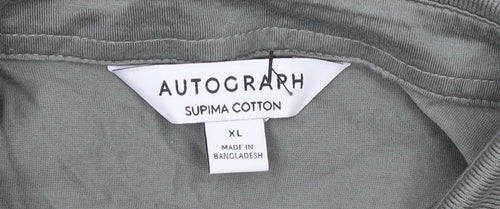 AUTOGRAPH
SUPIMA COTTON
XL
MADE IN
BANGLADESH